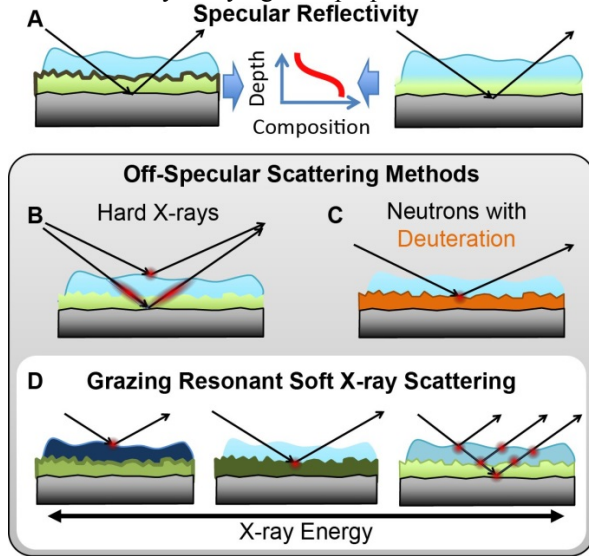 Specular Reflectivity
A
Depth
Composition
Off-Specular Scattering Methods
B
Hard X-rays
C
Neutrons with
Deuteration
D
Grazing Resonant Soft X-ray Scattering
X-ray Energy